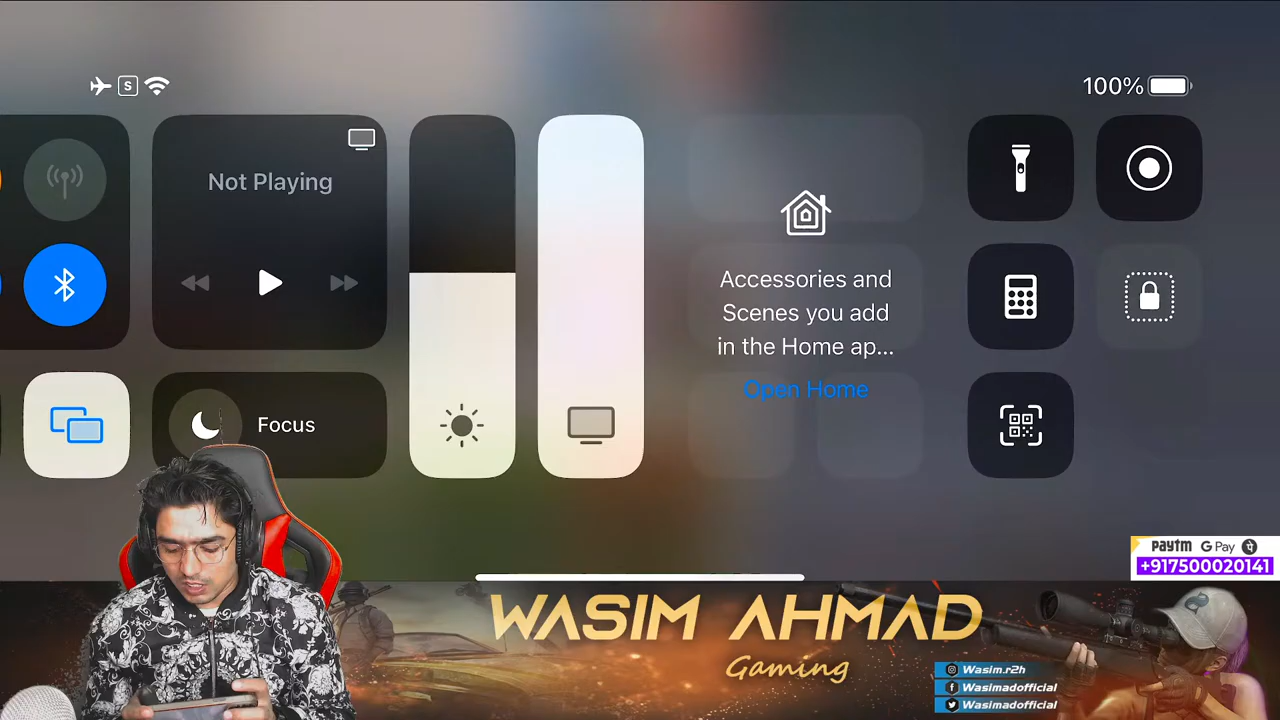 S
100%
Not Playing
Accessories and
Scenes you add
in the Home ap...
Open Home
Focus
Paytm G Pay पे
+917500020141
WASIM AHMAD
Gaming
Wasim.r2h
Wasimadofficial
Wasimadofficial